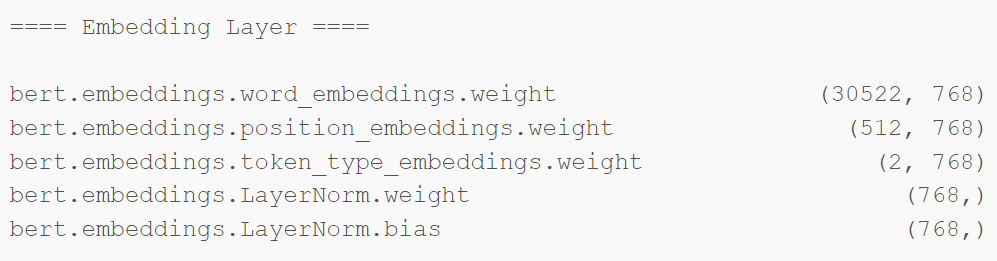 ==== Embedding Layer ====
bert.embeddings.word_embeddings.weight (30522, 768)
bert.embeddings.position_embeddings.weight (512, 768)
bert.embeddings.token_type_embeddings.weight (2, 768)
bert.embeddings.LayerNorm.weight (768,)
bert.embeddings.LayerNorm.bias (768,)